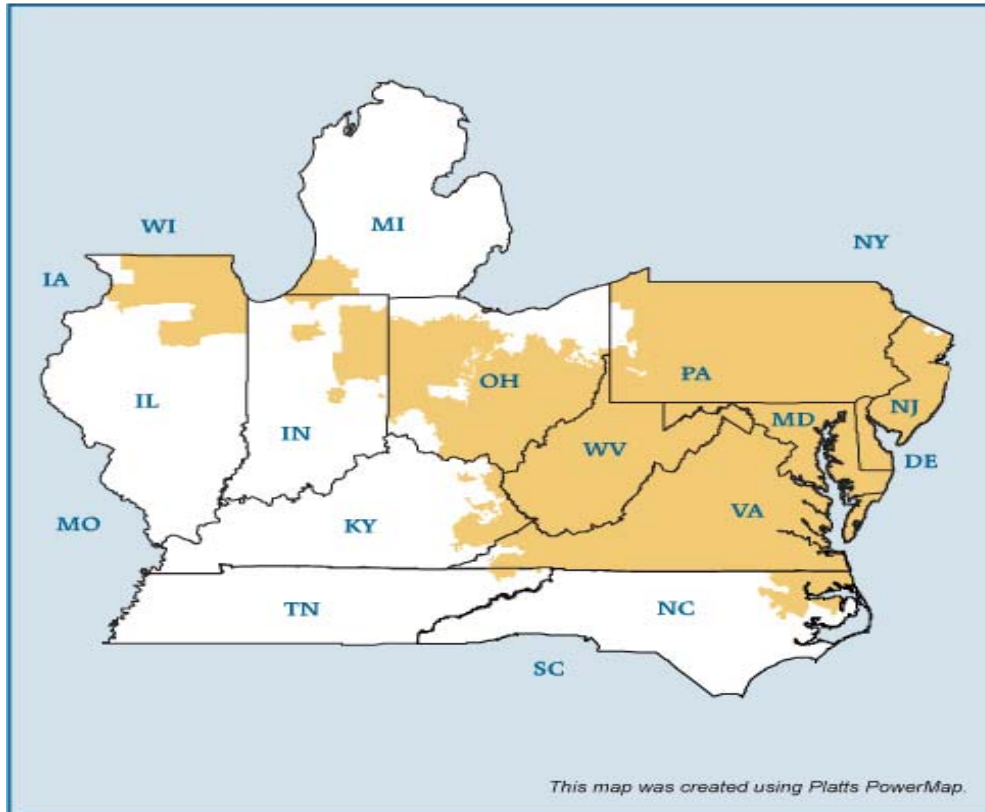 WI
MI
NY
IA
OH
PA
IL
IN
NJ
MD
WV
DE
MO
KY
VA
TN
NC
SC
This map was created using Platts PowerMap.